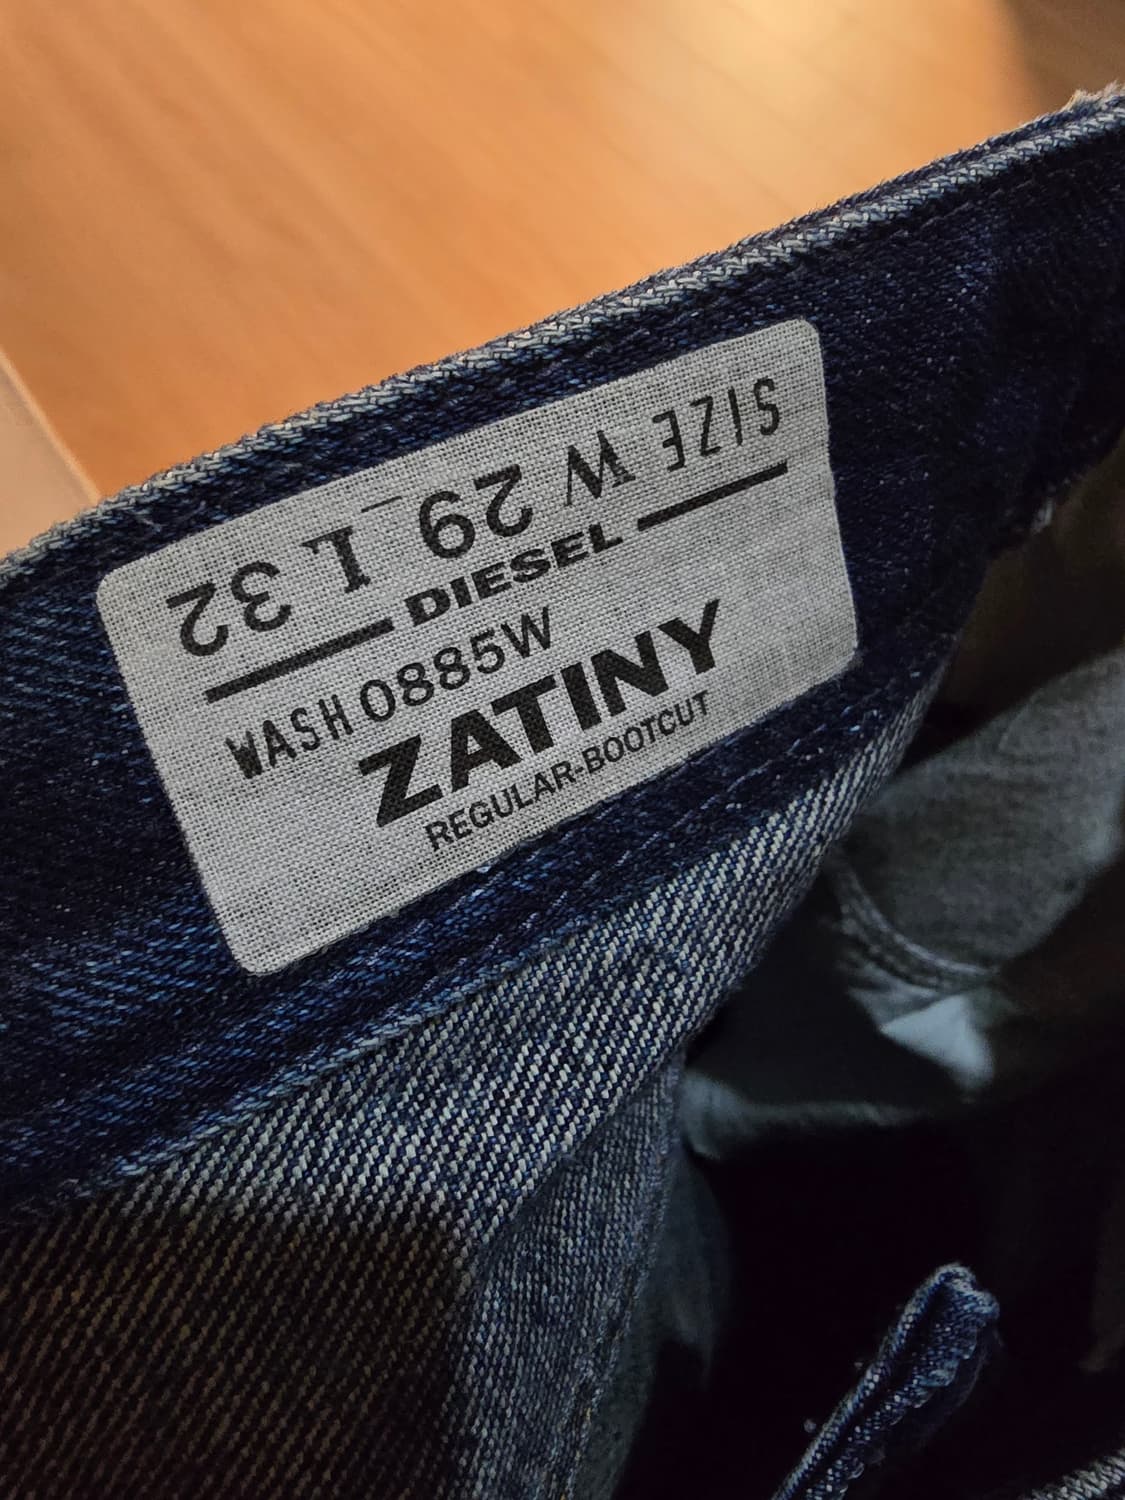 SIZE W 29 L 32
DIESEL
WASH 0885W
ZATINY
REGULAR-BOOTCUT